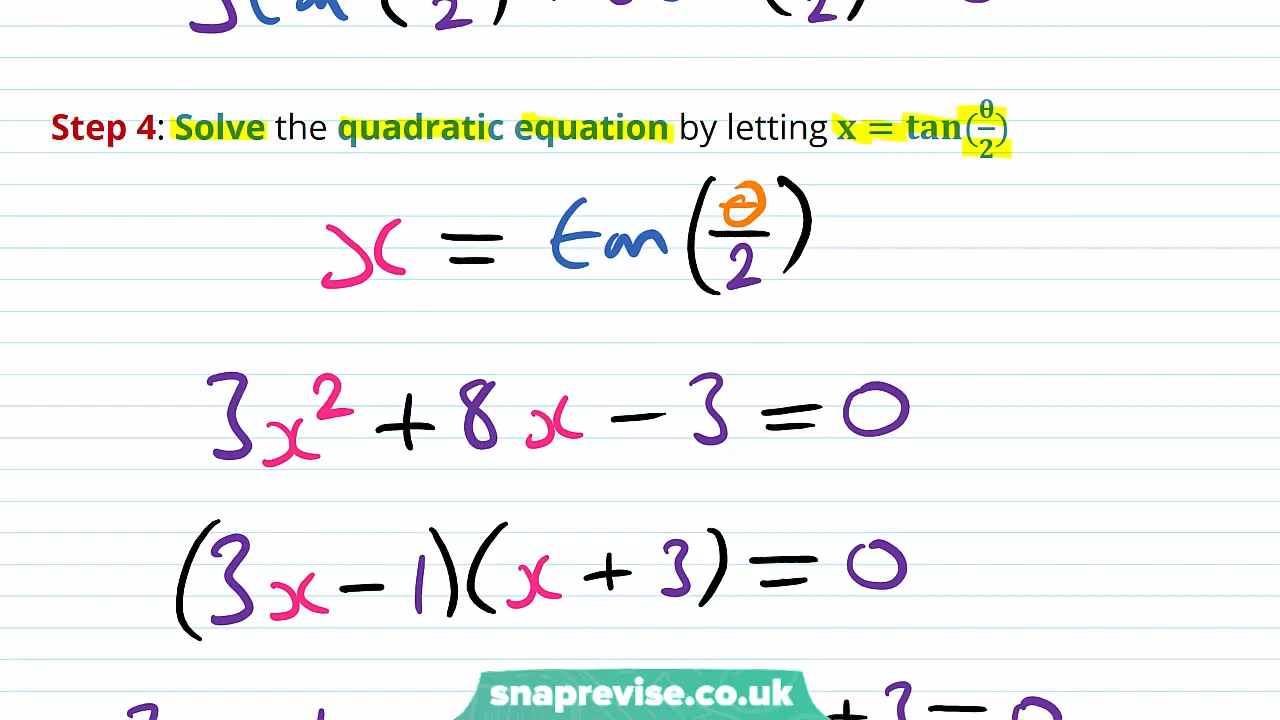 Step 4: Solve the quadratic equation by letting x = tan(θ/2)
x = tan(θ/2)
3x² + 8x - 3 = 0
(3x - 1)(x + 3) = 0
snaprevise.co.uk